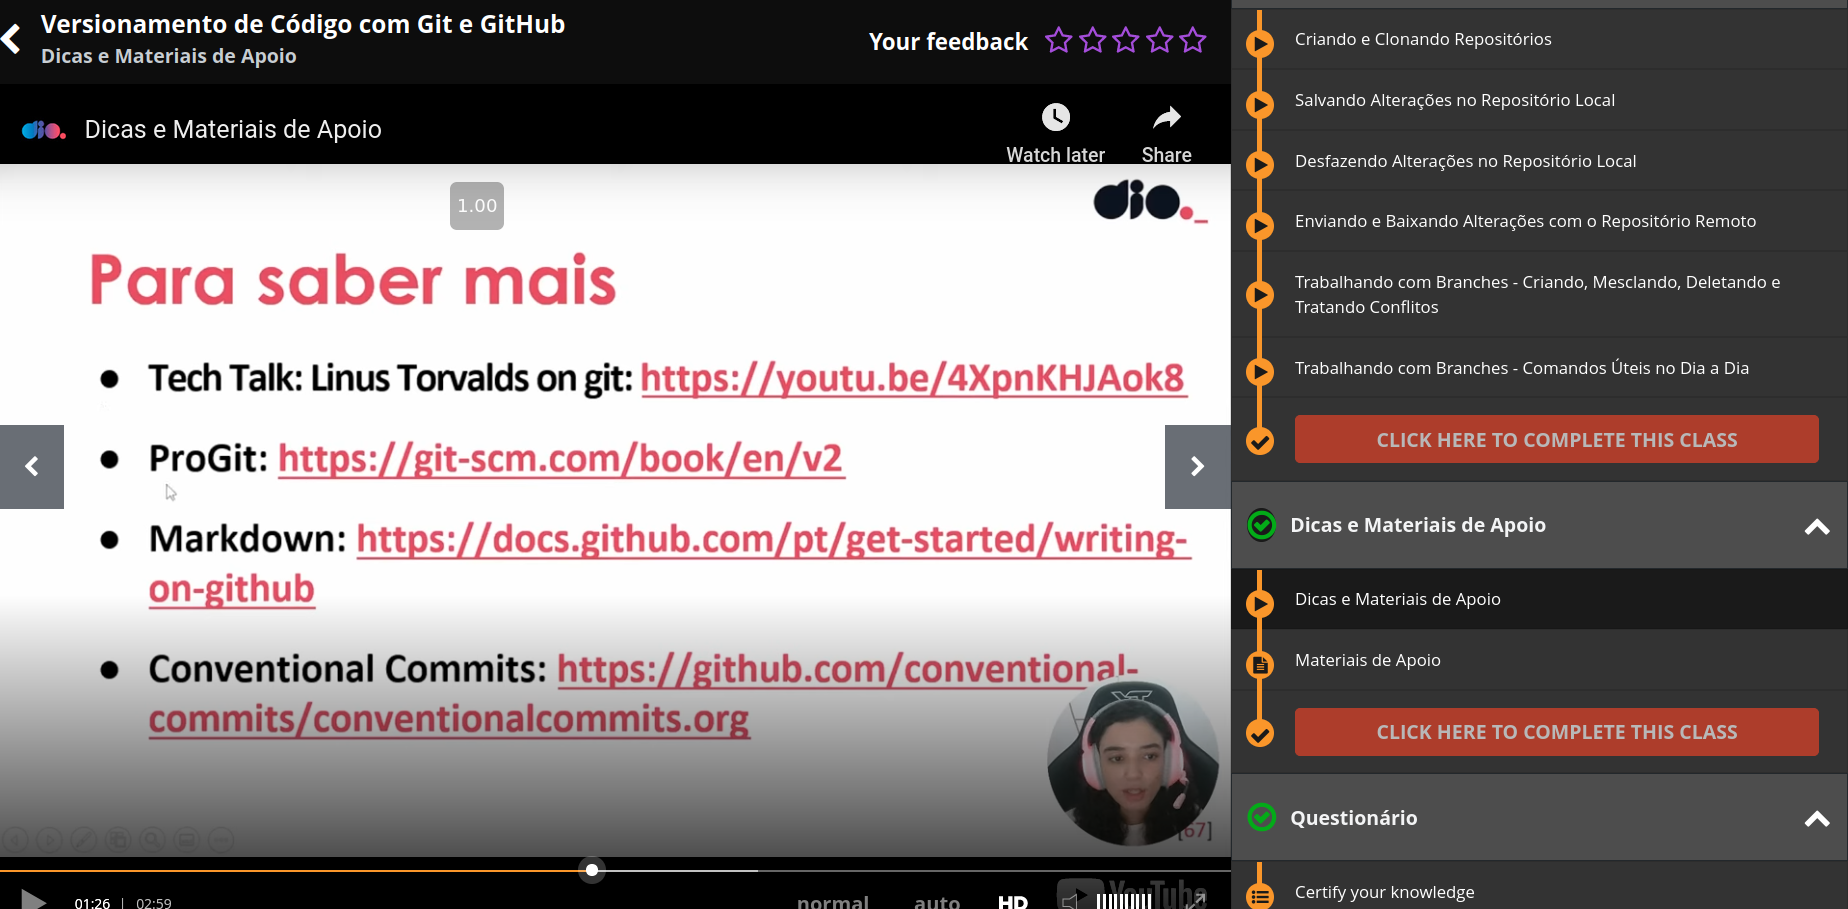 Versionamento de Código com Git e GitHub
Dicas e Materiais de Apoio
Your feedback
dio.
Dicas e Materiais de Apoio
Watch later
Share
1.00
dio._
Para saber mais
● Tech Talk: Linus Torvalds on git: https://youtu.be/4XpnKHJAok8
● ProGit: https://git-scm.com/book/en/v2
● Markdown: https://docs.github.com/pt/get-started/writing-
on-github
● Conventional Commits: https://github.com/conventional-
commits/conventionalcommits.org
[67]
01:26 | 02:59
normal
auto
HD
YouTube
Criando e Clonando Repositórios
Salvando Alterações no Repositório Local
Desfazendo Alterações no Repositório Local
Enviando e Baixando Alterações com o Repositório Remoto
Trabalhando com Branches - Criando, Mesclando, Deletando e
Tratando Conflitos
Trabalhando com Branches - Comandos Úteis no Dia a Dia
CLICK HERE TO COMPLETE THIS CLASS
Dicas e Materiais de Apoio
Dicas e Materiais de Apoio
Materiais de Apoio
CLICK HERE TO COMPLETE THIS CLASS
Questionário
Certify your knowledge